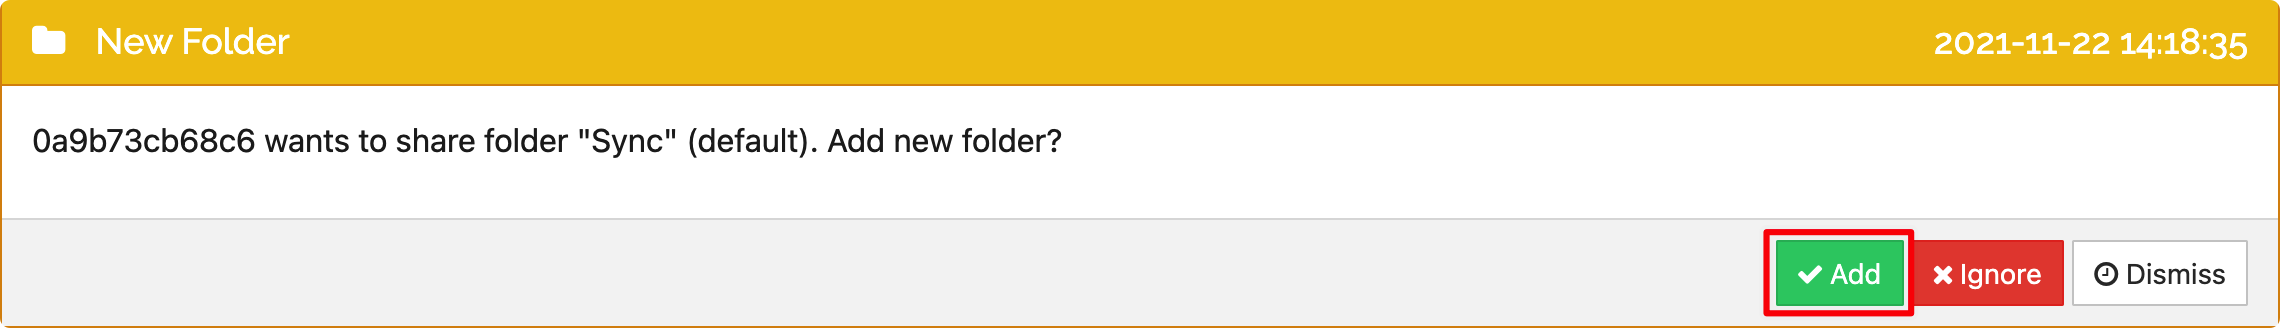 New Folder
2021-11-22 14:18:35
0a9b73cb68c6 wants to share folder "Sync" (default). Add new folder?
Add
Ignore
Dismiss